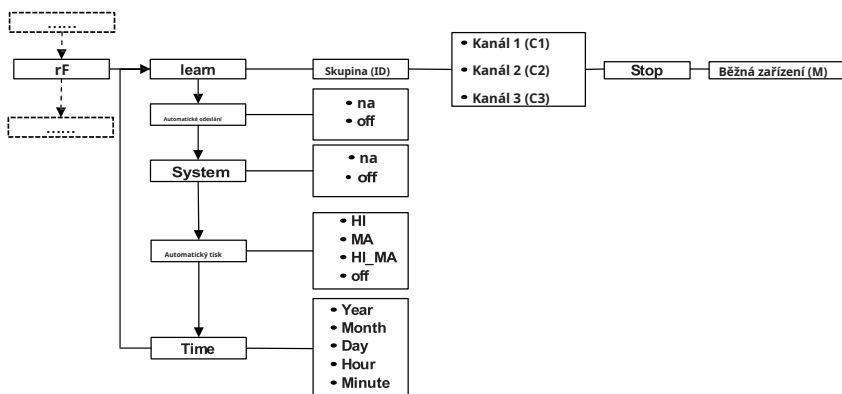 ......
rF
......
learn
Skupina (ID)
• Kanál 1 (C1)
• Kanál 2 (C2)
• Kanál 3 (C3)
Stop
Běžná zařízení (M)
Automatické odeslání
• na
• off
System
• na
• off
Automatický tisk
• HI
• MA
• HI_MA
• off
Time
• Year
• Month
• Day
• Hour
• Minute